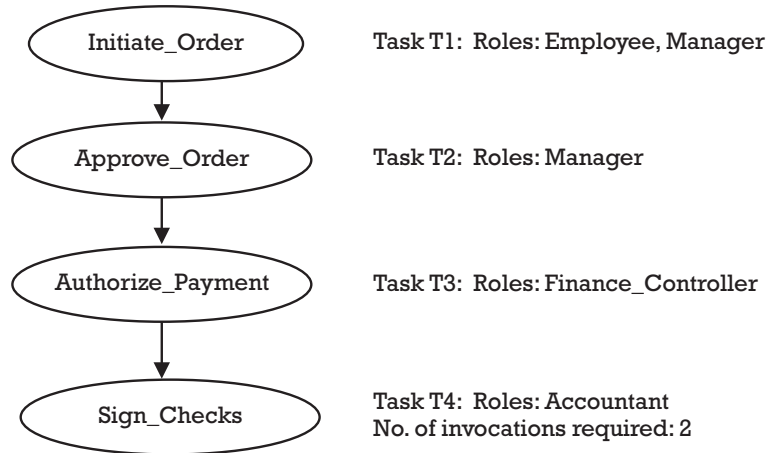 Initiate_Order
Task T1: Roles: Employee, Manager
Approve_Order
Task T2: Roles: Manager
Authorize_Payment
Task T3: Roles: Finance_Controller
Sign_Checks
Task T4: Roles: Accountant
No. of invocations required: 2